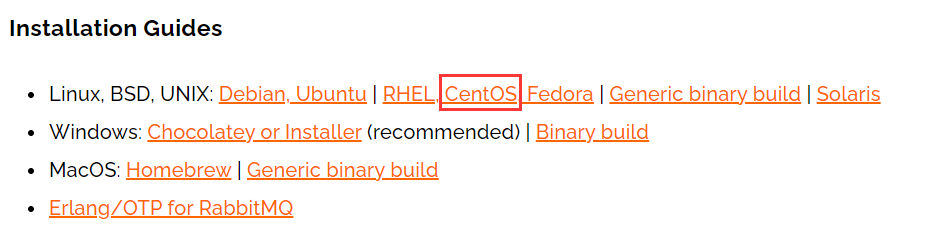 Installation Guides
• Linux, BSD, UNIX: Debian, Ubuntu | RHEL, CentOS, Fedora | Generic binary build | Solaris
• Windows: Chocolatey or Installer (recommended) | Binary build
• MacOS: Homebrew | Generic binary build
• Erlang/OTP for RabbitMQ